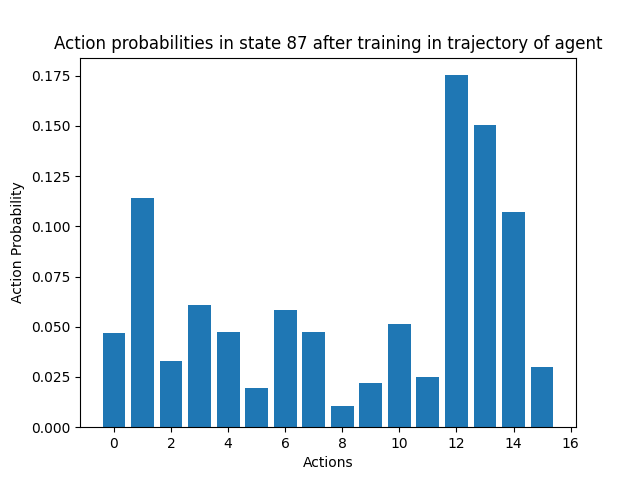 Action probabilities in state 87 after training in trajectory of agent
0.175
0.150
0.125
0.100
0.075
0.050
0.025
0.000
Action Probability
0 2 4 6 8 10 12 14 16
Actions